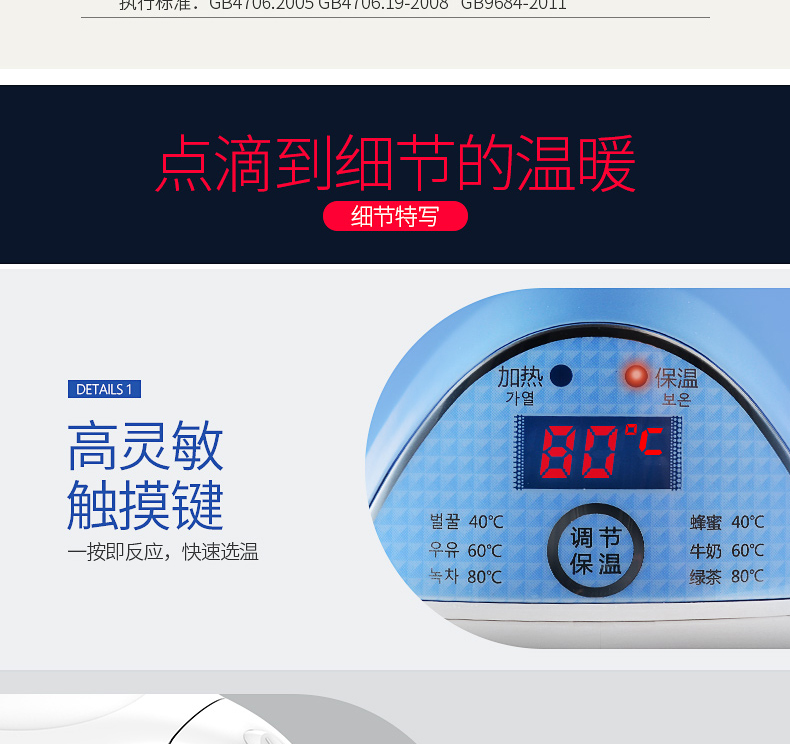 执行标准：GB4706.2005 GB4706.19-2008 GB9684-2011
点滴到细节的温暖
细节特写
DETAILS 1
高灵敏
触摸键
一按即反应，快速选温
加热 保温
가열 보온
80℃
벌꿀 40℃
우유 60℃
녹차 80℃
调节
保温
蜂蜜 40℃
牛奶 60℃
绿茶 80℃